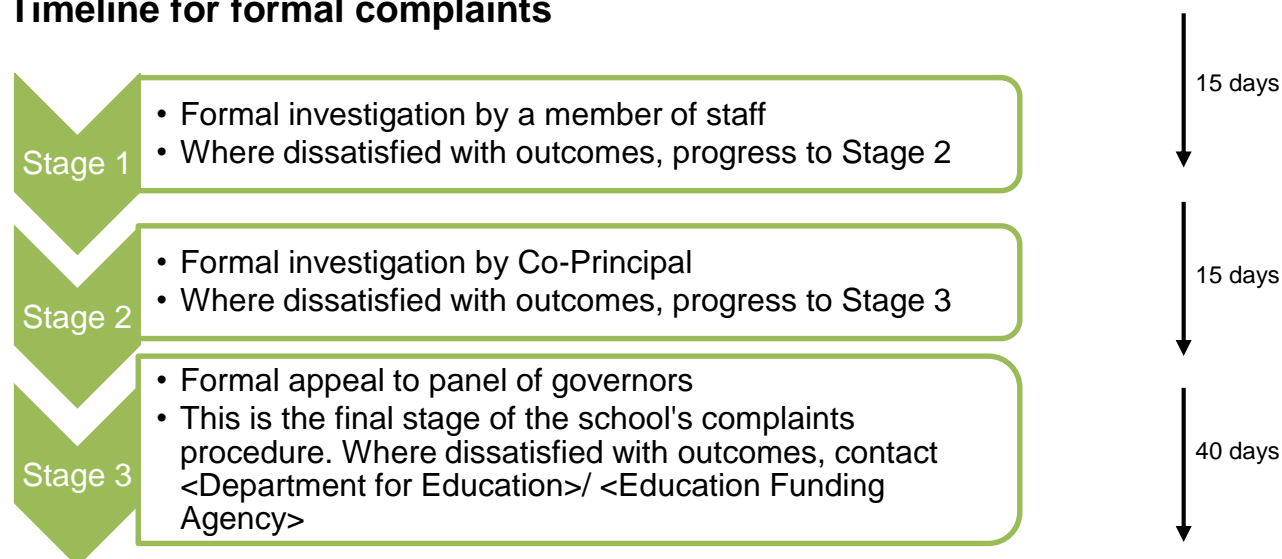 Timeline for formal complaints
15 days
Stage 1
• Formal investigation by a member of staff
• Where dissatisfied with outcomes, progress to Stage 2
15 days
Stage 2
• Formal investigation by Co-Principal
• Where dissatisfied with outcomes, progress to Stage 3
40 days
Stage 3
• Formal appeal to panel of governors
• This is the final stage of the school's complaints
procedure. Where dissatisfied with outcomes, contact
<Department for Education>/ <Education Funding
Agency>